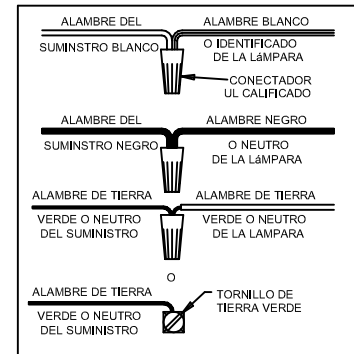 ALAMBRE DEL ALAMBRE BLANCO
SUMINSTRO BLANCO O IDENTIFICADO
DE LA LáMPARA
CONECTADOR
UL CALIFICADO
ALAMBRE DEL ALAMBRE NEGRO
SUMINSTRO NEGRO O NEUTRO
DE LA LáMPARA
ALAMBRE DE TIERRA ALAMBRE DE TIERRA
VERDE O NEUTRO VERDE O NEUTRO
DEL SUMINISTRO DE LA LAMPARA
O
ALAMBRE DE TIERRA TORNILLO DE
TIERRA VERDE
VERDE O NEUTRO
DEL SUMINISTRO